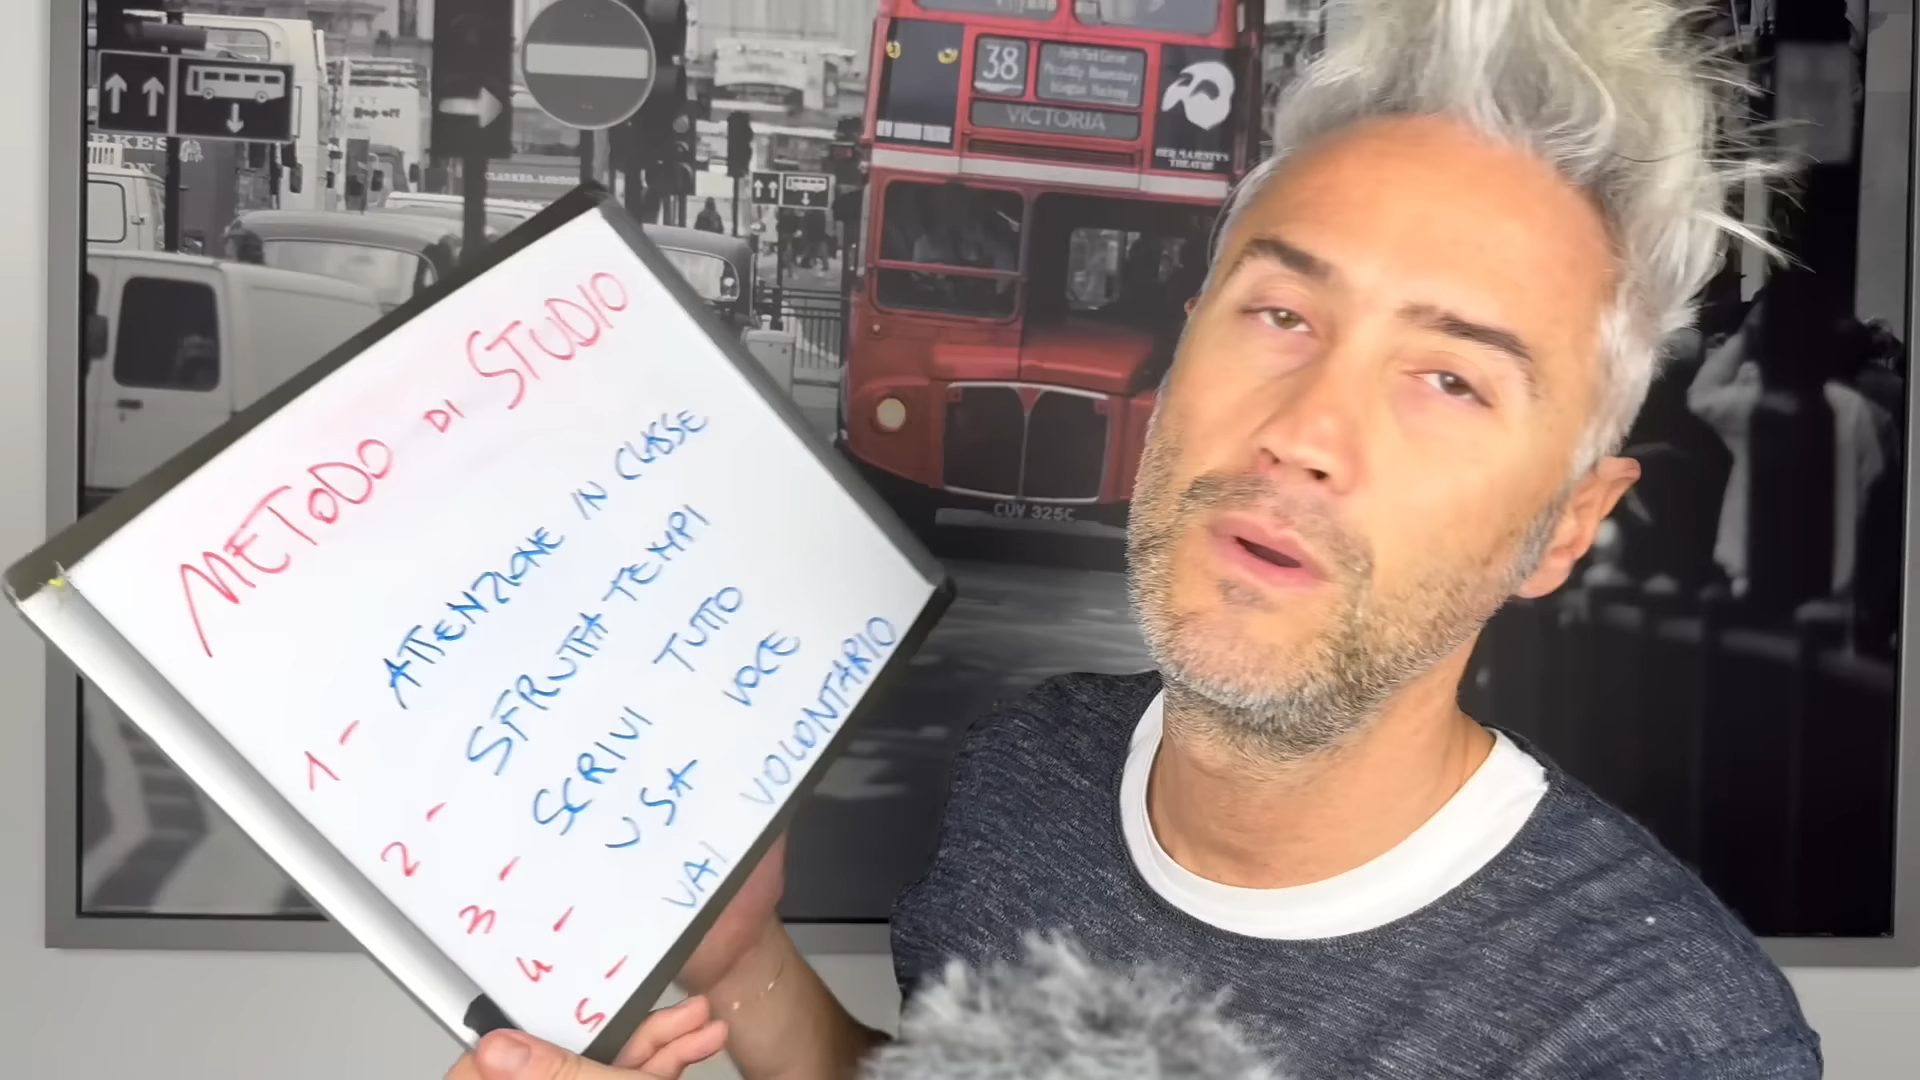 METODO DI STUDIO
1 - ATTENZIONE IN CLASSE
2 - SFRUTTA TEMPI
3 - SCRIVI TUTTO
4 - USA VOCE
5 - VAI VOLONTARIO
38
VICTORIA
HER MAJESTY'S
THEATRE
CUV 325C